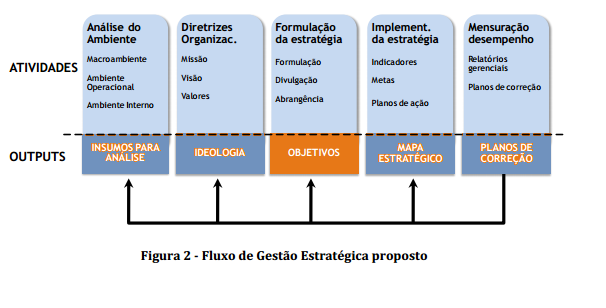 ATIVIDADES
Análise do
Ambiente
Macroambiente
Ambiente
Operacional
Ambiente Interno
Diretrizes
Organizac.
Missão
Visão
Valores
Formulação
da estratégia
Formulação
Divulgação
Abrangência
Implement.
da estratégia
Indicadores
Metas
Planos de ação
Mensuração
desempenho
Relatórios
gerenciais
Planos de correção
OUTPUTS
INSUMOS PARA
ANÁLISE
IDEOLOGIA
OBJETIVOS
MAPA
ESTRATÉGICO
PLANOS DE
CORREÇÃO
Figura 2 - Fluxo de Gestão Estratégica proposto